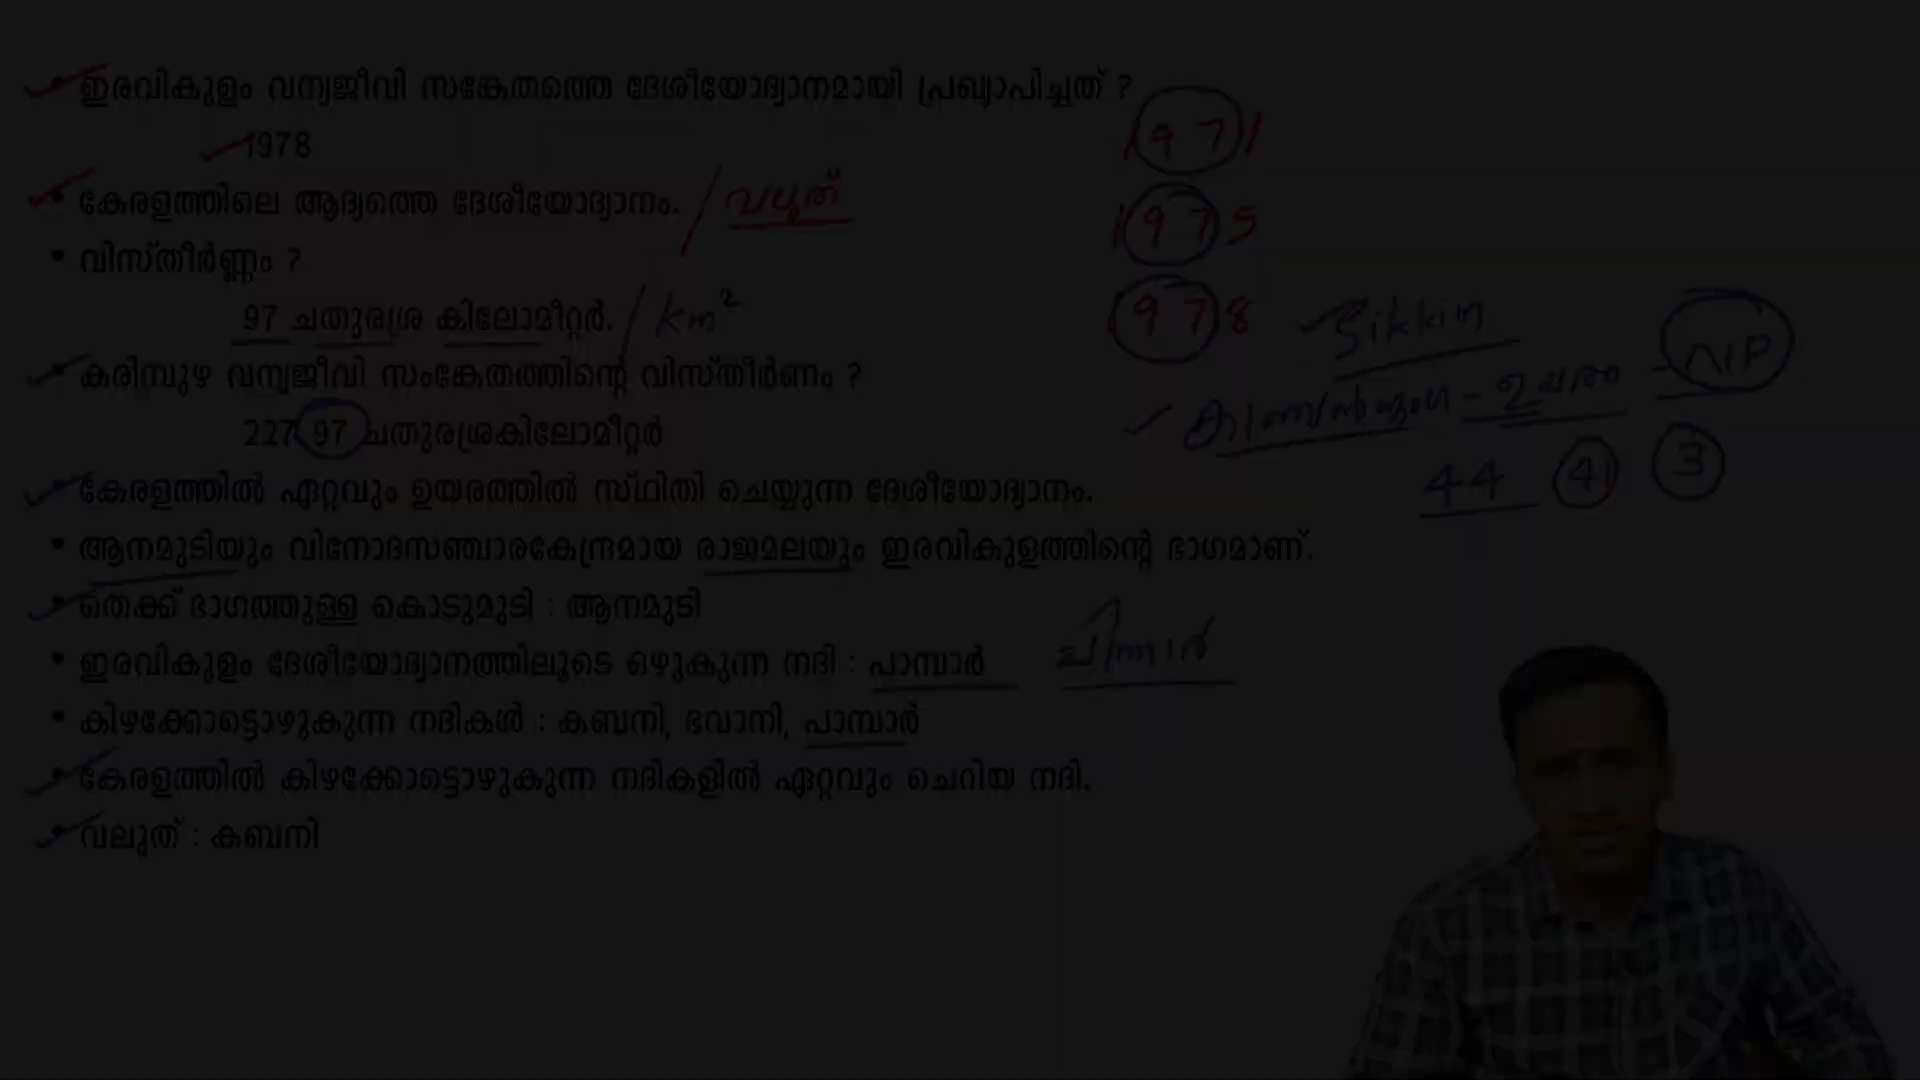 • ഇരവികുളം വന്യജീവി സങ്കേതത്തെ ദേശീയോദ്യാനമായി പ്രഖ്യാപിച്ചത് ?
1978
• കേരളത്തിലെ ആദ്യത്തെ ദേശീയോദ്യാനം. / വലുത്
• വിസ്തീർണ്ണം ?
97 ചതുരശ്ര കിലോമീറ്റർ. / km²
• കരിമ്പുഴ വന്യജീവി സംങ്കേതത്തിന്റെ വിസ്തീർണം ?
227 97 ചതുരശ്രകിലോമീറ്റർ
• കേരളത്തിൽ ഏറ്റവും ഉയരത്തിൽ സ്ഥിതി ചെയ്യുന്ന ദേശീയോദ്യാനം.
• ആനമുടിയും വിനോദസഞ്ചാരകേന്ദ്രമായ രാജമലയും ഇരവികുളത്തിന്റെ ഭാഗമാണ്.
• തെക്ക് ഭാഗത്തുള്ള കൊടുമുടി : ആനമുടി
• ഇരവികുളം ദേശീയോദ്യാനത്തിലൂടെ ഒഴുകുന്ന നദി : പാമ്പാർ ചിന്നാർ
• കിഴക്കോട്ടൊഴുകുന്ന നദികൾ : കബനി, ഭവാനി, പാമ്പാർ
• കേരളത്തിൽ കിഴക്കോട്ടൊഴുകുന്ന നദികളിൽ ഏറ്റവും ചെറിയ നദി.
• വലുത് : കബനി
1971
1975
1978
Sikkim
ഉയരം - NP
44 41 3